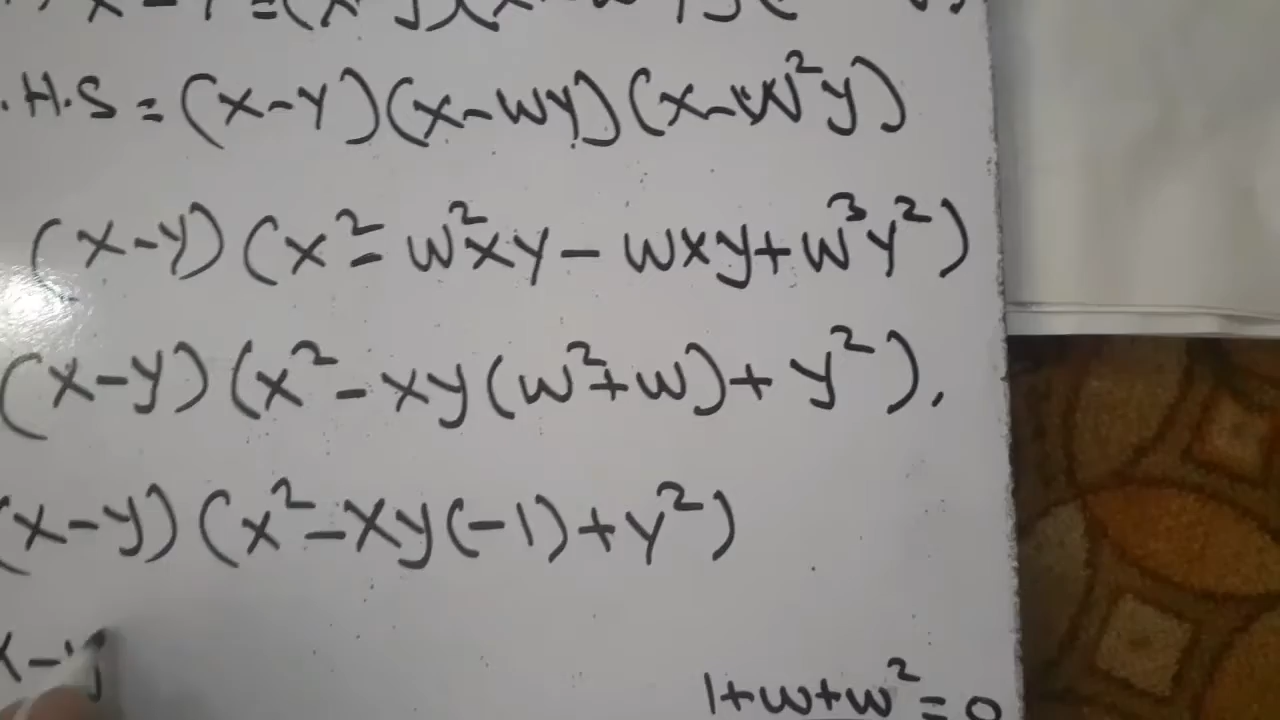 .H.S = (x-y)(x-wy)(x-w²y)
(x-y)(x²-w²xy-wxy+w³y²)
(x-y)(x²-xy(w²+w)+y²).
(x-y)(x²-xy(-1)+y²)
x-y
1+w+w²=0